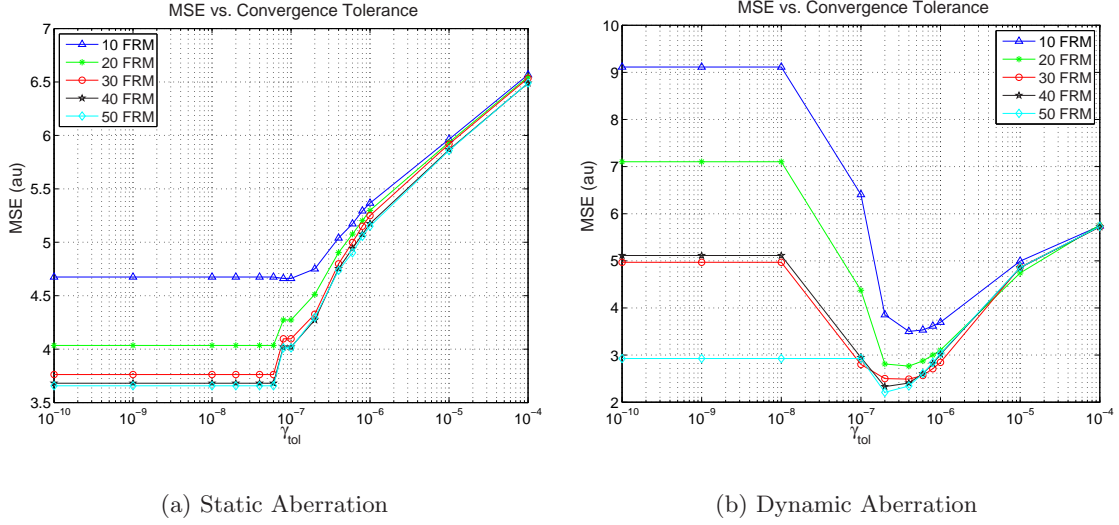 MSE vs. Convergence Tolerance
7
6.5
6
5.5
5
4.5
4
3.5
MSE (au)
10 FRM
20 FRM
30 FRM
40 FRM
50 FRM
10⁻¹⁰
10⁻⁹
10⁻⁸
10⁻⁷
10⁻⁶
10⁻⁵
10⁻⁴
γtol
(a) Static Aberration
MSE vs. Convergence Tolerance
10
9
8
7
6
5
4
3
2
MSE (au)
10 FRM
20 FRM
30 FRM
40 FRM
50 FRM
10⁻¹⁰
10⁻⁹
10⁻⁸
10⁻⁷
10⁻⁶
10⁻⁵
10⁻⁴
γtol
(b) Dynamic Aberration